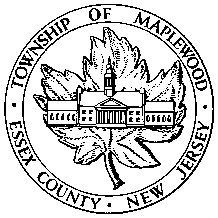 TOWNSHIP OF MAPLEWOOD
ESSEX COUNTY · NEW JERSEY